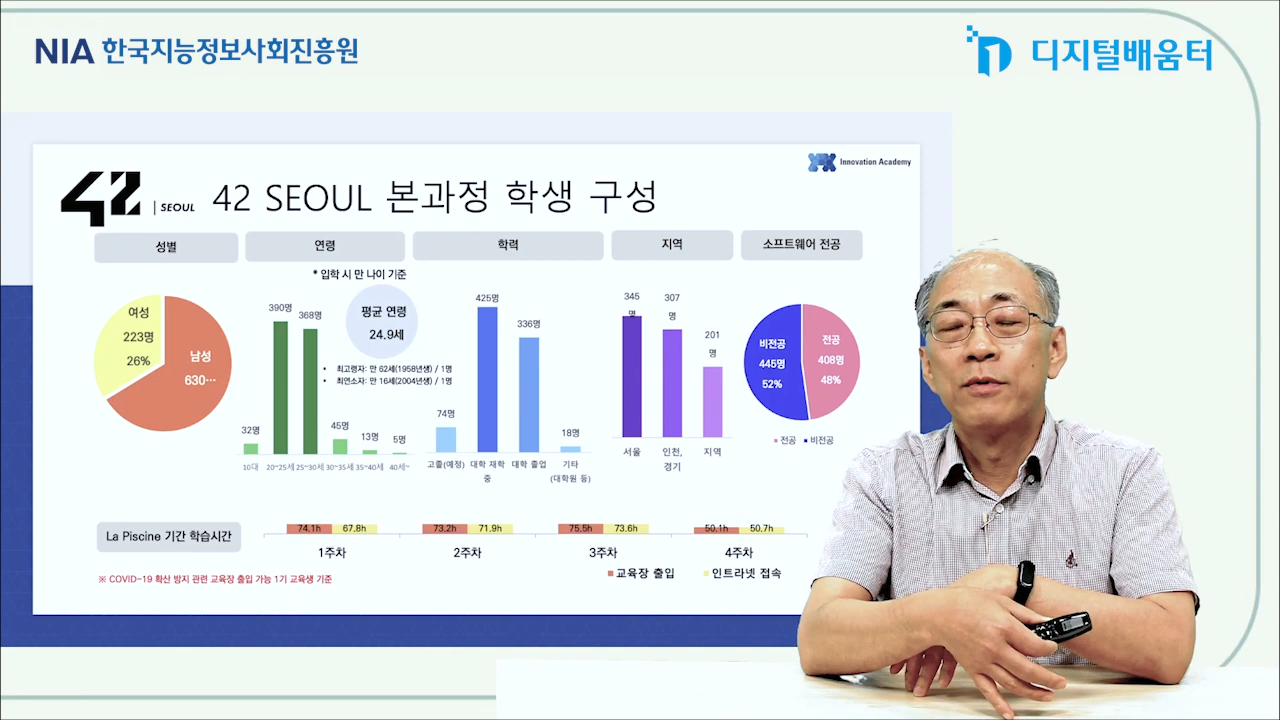 NIA 한국지능정보사회진흥원
디지털배움터
Innovation Academy
42 | SEOUL
42 SEOUL 본과정 학생 구성
성별
연령
학력
지역
소프트웨어 전공
* 입학 시 만 나이 기준
여성
223명
26%
남성
630…
390명
368명
32명
45명
13명
5명
10대
20~25세
25~30세
30~35세
35~40세
40세~
평균 연령
24.9세
• 최고령자: 만 62세(1958년생) / 1명
• 최연소자: 만 16세(2004년생) / 1명
425명
336명
74명
18명
고졸(예정)
대학 재학
중
대학 졸업
기타
(대학원 등)
345
명
307
명
201
명
서울
인천,
경기
지역
비전공
445명
52%
전공
408명
48%
전공
비전공
La Piscine 기간 학습시간
74.1h
67.8h
73.2h
71.9h
75.5h
73.6h
50.1h
50.7h
1주차
2주차
3주차
4주차
교육장 출입
인트라넷 접속
※ COVID-19 확산 방지 관련 교육장 출입 가능 1기 교육생 기준